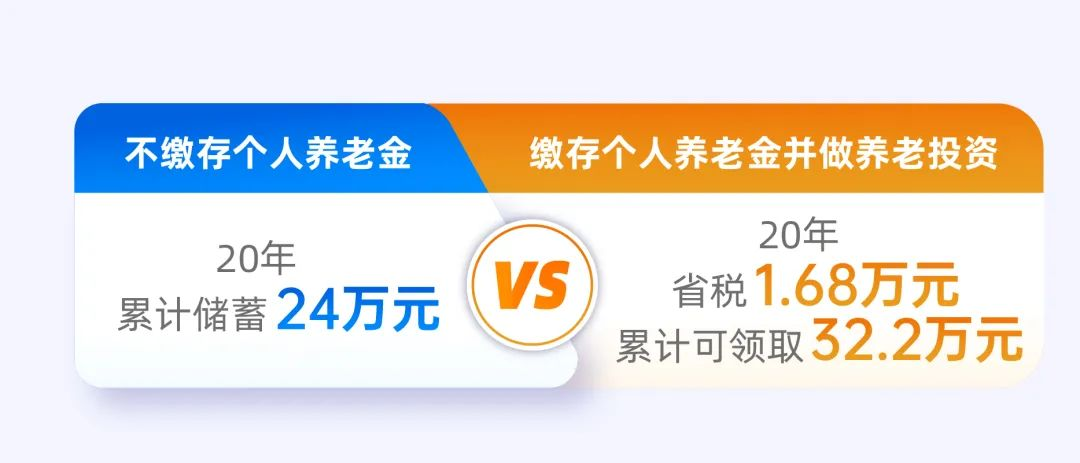 不缴存个人养老金
20年
累计储蓄 24万元
VS
缴存个人养老金并做养老投资
20年
省税 1.68万元
累计可领取 32.2万元